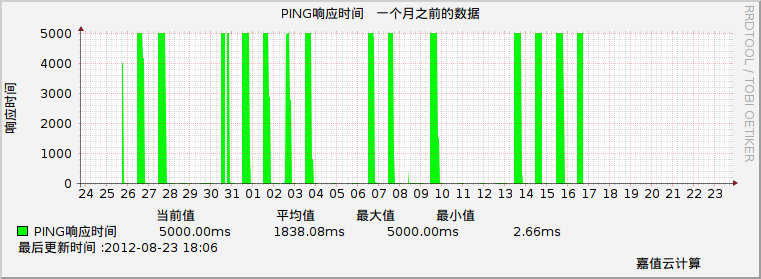 PING响应时间 一个月之前的数据
RRDTOOL / TOBI OETIKER
响应时间
5000
4000
3000
2000
1000
0
24 25 26 27 28 29 30 31 01 02 03 04 05 06 07 08 09 10 11 12 13 14 15 16 17 18 19 20 21 22 23
当前值 平均值 最大值 最小值
PING响应时间 5000.00ms 1838.08ms 5000.00ms 2.66ms
最后更新时间 :2012-08-23 18:06
嘉值云计算